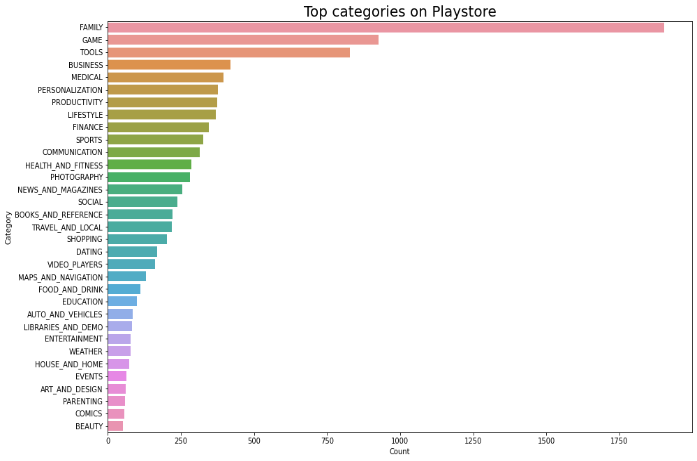 Top categories on Playstore
FAMILY
GAME
TOOLS
BUSINESS
MEDICAL
PERSONALIZATION
PRODUCTIVITY
LIFESTYLE
FINANCE
SPORTS
COMMUNICATION
HEALTH_AND_FITNESS
PHOTOGRAPHY
NEWS_AND_MAGAZINES
SOCIAL
BOOKS_AND_REFERENCE
TRAVEL_AND_LOCAL
SHOPPING
DATING
VIDEO_PLAYERS
MAPS_AND_NAVIGATION
FOOD_AND_DRINK
EDUCATION
AUTO_AND_VEHICLES
LIBRARIES_AND_DEMO
ENTERTAINMENT
WEATHER
HOUSE_AND_HOME
EVENTS
ART_AND_DESIGN
PARENTING
COMICS
BEAUTY
Category
0 250 500 750 1000 1250 1500 1750
Count